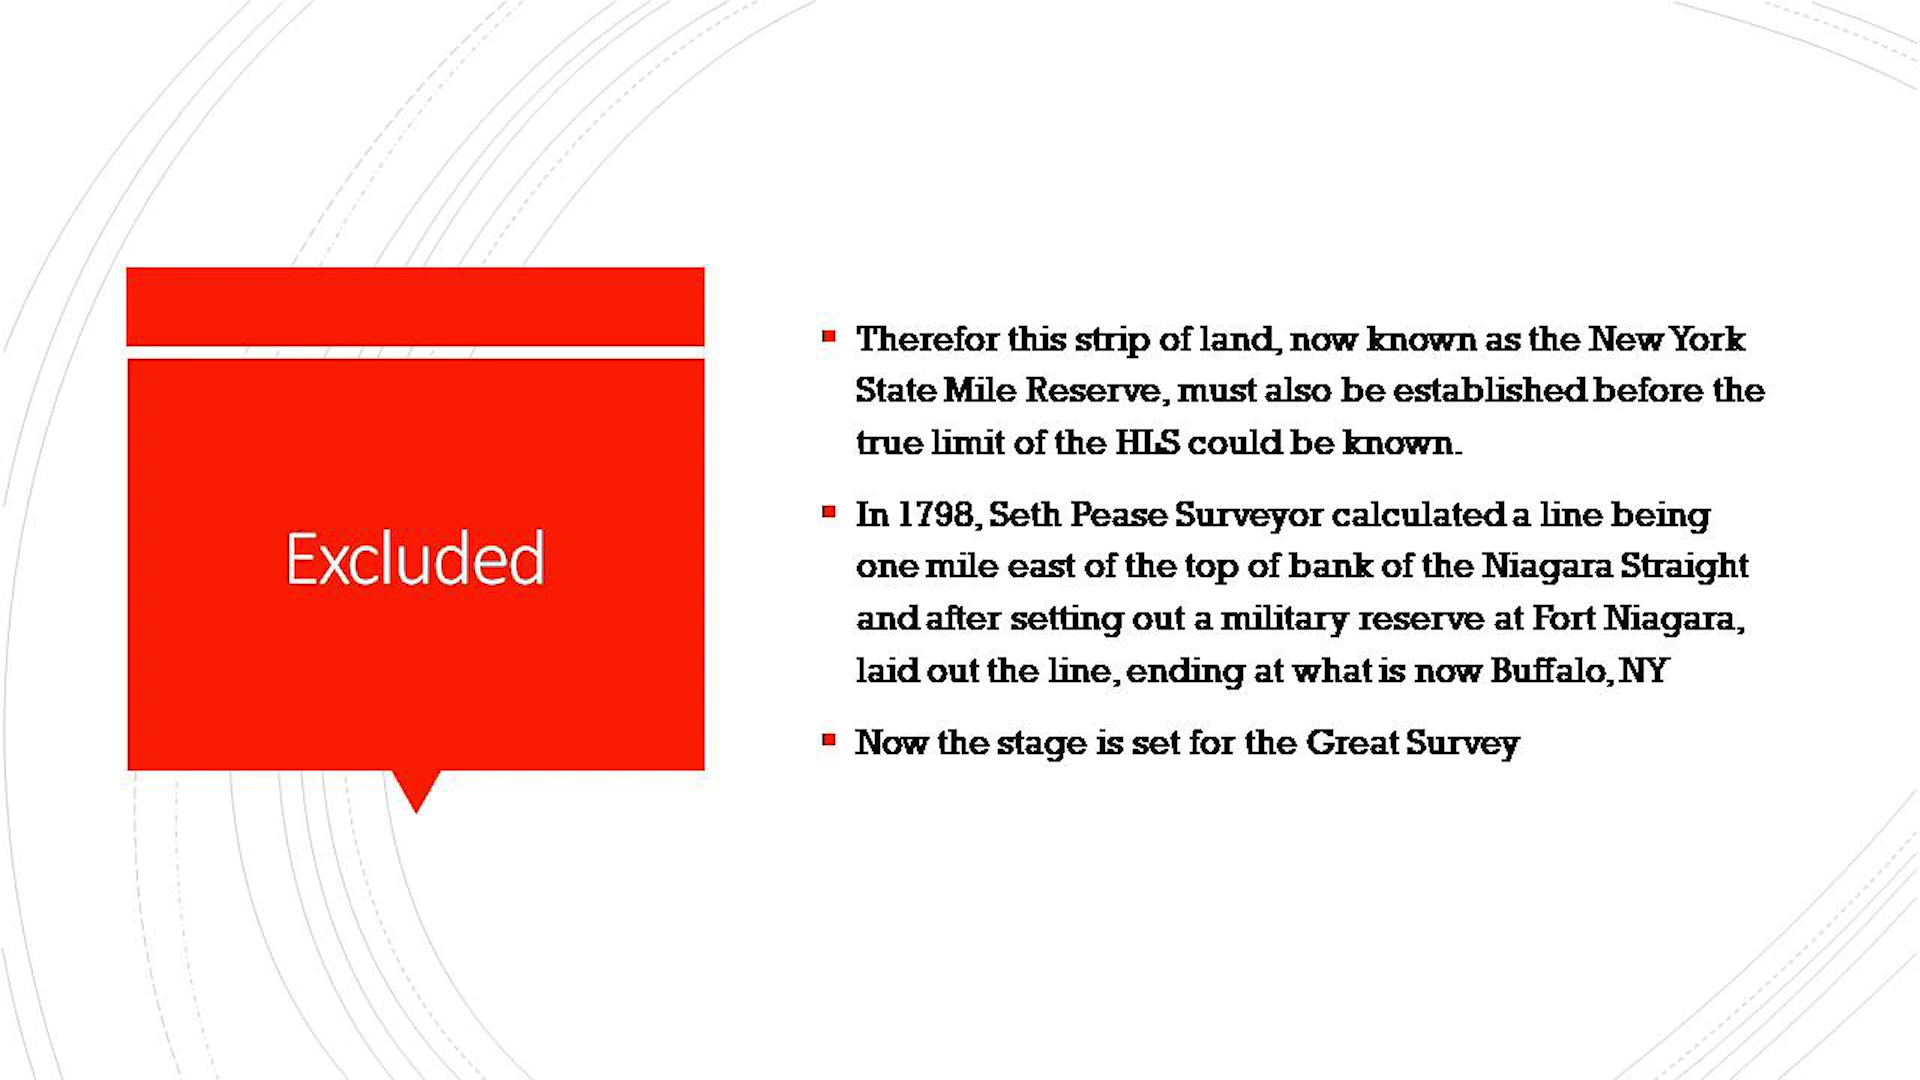 Excluded
Therefor this strip of land, now known as the New York
State Mile Reserve, must also be established before the
true limit of the HLS could be known.
In 1798, Seth Pease Surveyor calculated a line being
one mile east of the top of bank of the Niagara Straight
and after setting out a military reserve at Fort Niagara,
laid out the line, ending at what is now Buffalo, NY
Now the stage is set for the Great Survey